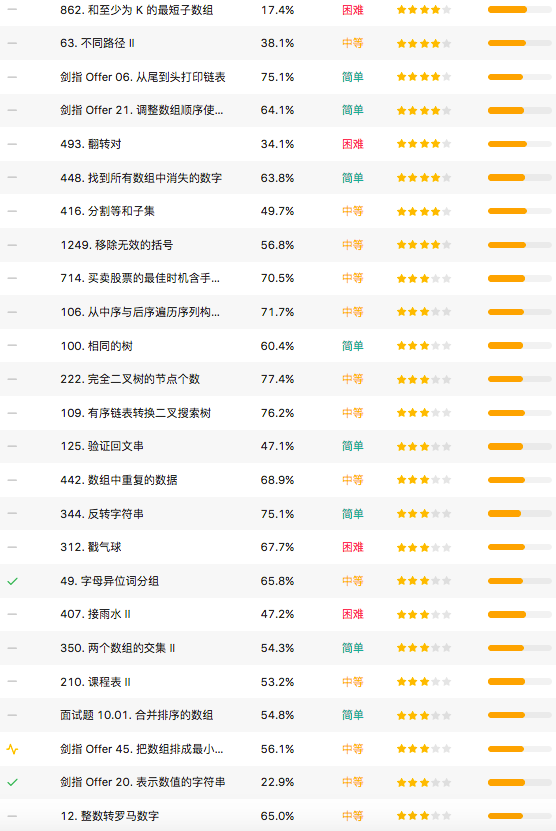 862. 和至少为 K 的最短子数组 17.4% 困难
63. 不同路径 II 38.1% 中等
剑指 Offer 06. 从尾到头打印链表 75.1% 简单
剑指 Offer 21. 调整数组顺序使... 64.1% 简单
493. 翻转对 34.1% 困难
448. 找到所有数组中消失的数字 63.8% 简单
416. 分割等和子集 49.7% 中等
1249. 移除无效的括号 56.8% 中等
714. 买卖股票的最佳时机含手... 70.5% 中等
106. 从中序与后序遍历序列构... 71.7% 中等
100. 相同的树 60.4% 简单
222. 完全二叉树的节点个数 77.4% 中等
109. 有序链表转换二叉搜索树 76.2% 中等
125. 验证回文串 47.1% 简单
442. 数组中重复的数据 68.9% 中等
344. 反转字符串 75.1% 简单
312. 戳气球 67.7% 困难
49. 字母异位词分组 65.8% 中等
407. 接雨水 II 47.2% 困难
350. 两个数组的交集 II 54.3% 简单
210. 课程表 II 53.2% 中等
面试题 10.01. 合并排序的数组 54.8% 简单
剑指 Offer 45. 把数组排成最小... 56.1% 中等
剑指 Offer 20. 表示数值的字符串 22.9% 中等
12. 整数转罗马数字 65.0% 中等